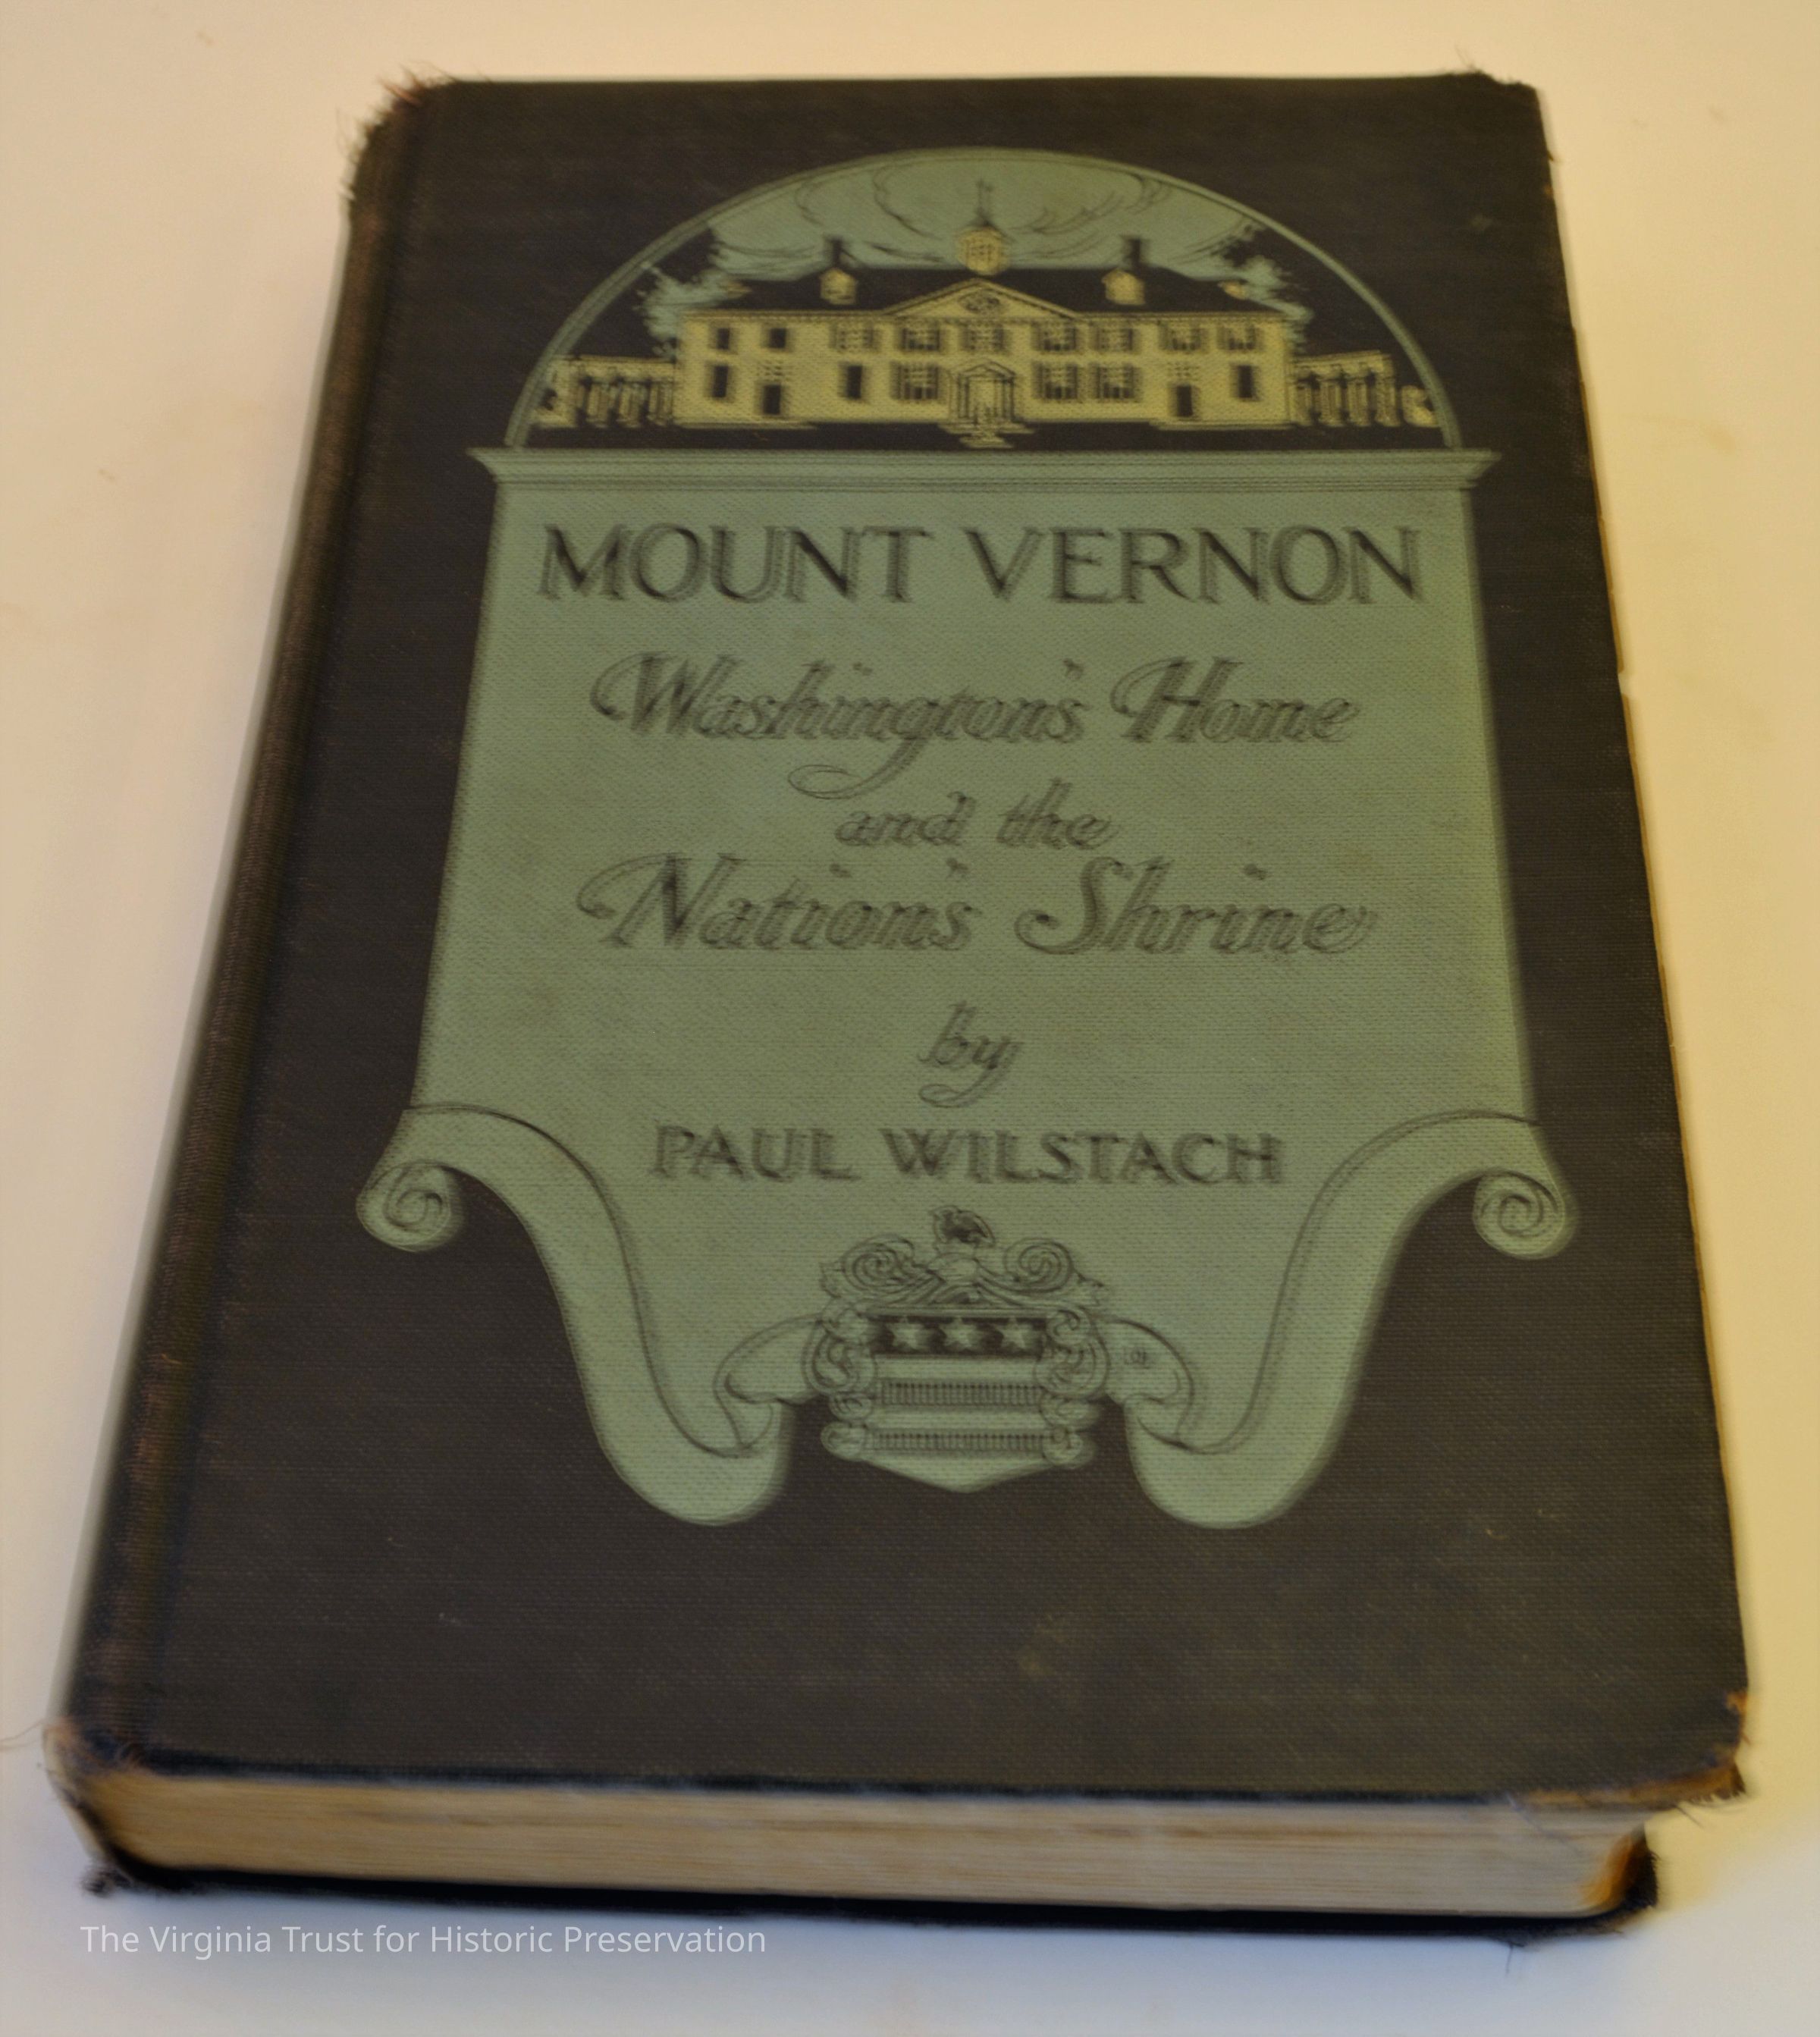 MOUNT VERNON
Washington's Home
and the
Nation's Shrine
by
PAUL WILSTACH
The Virginia Trust for Historic Preservation